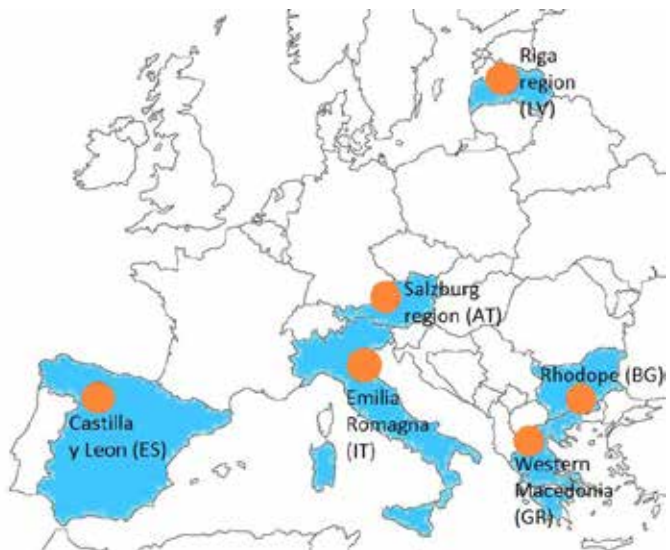 Riga
region
(LV)
Salzburg
region (AT)
Rhodope (BG)
Emilia
Romagna
(IT)
Castilla
y Leon (ES)
Western
Macedonia
(GR)